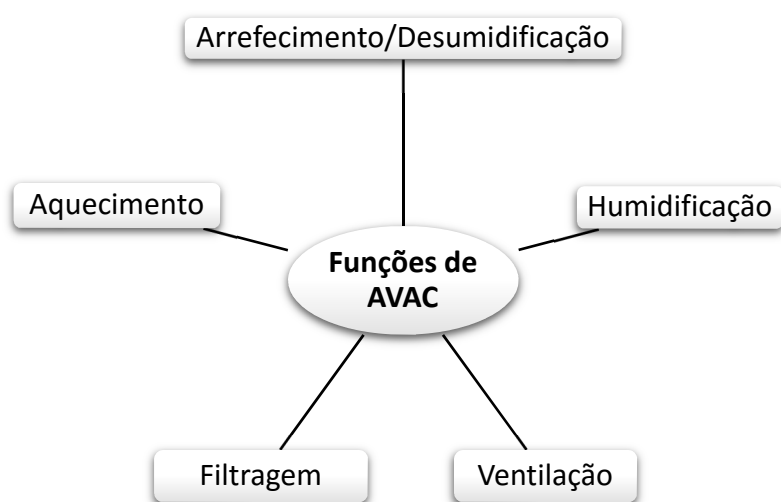 Arrefecimento/Desumidificação
Aquecimento
Humidificação
Funções de
AVAC
Filtragem
Ventilação